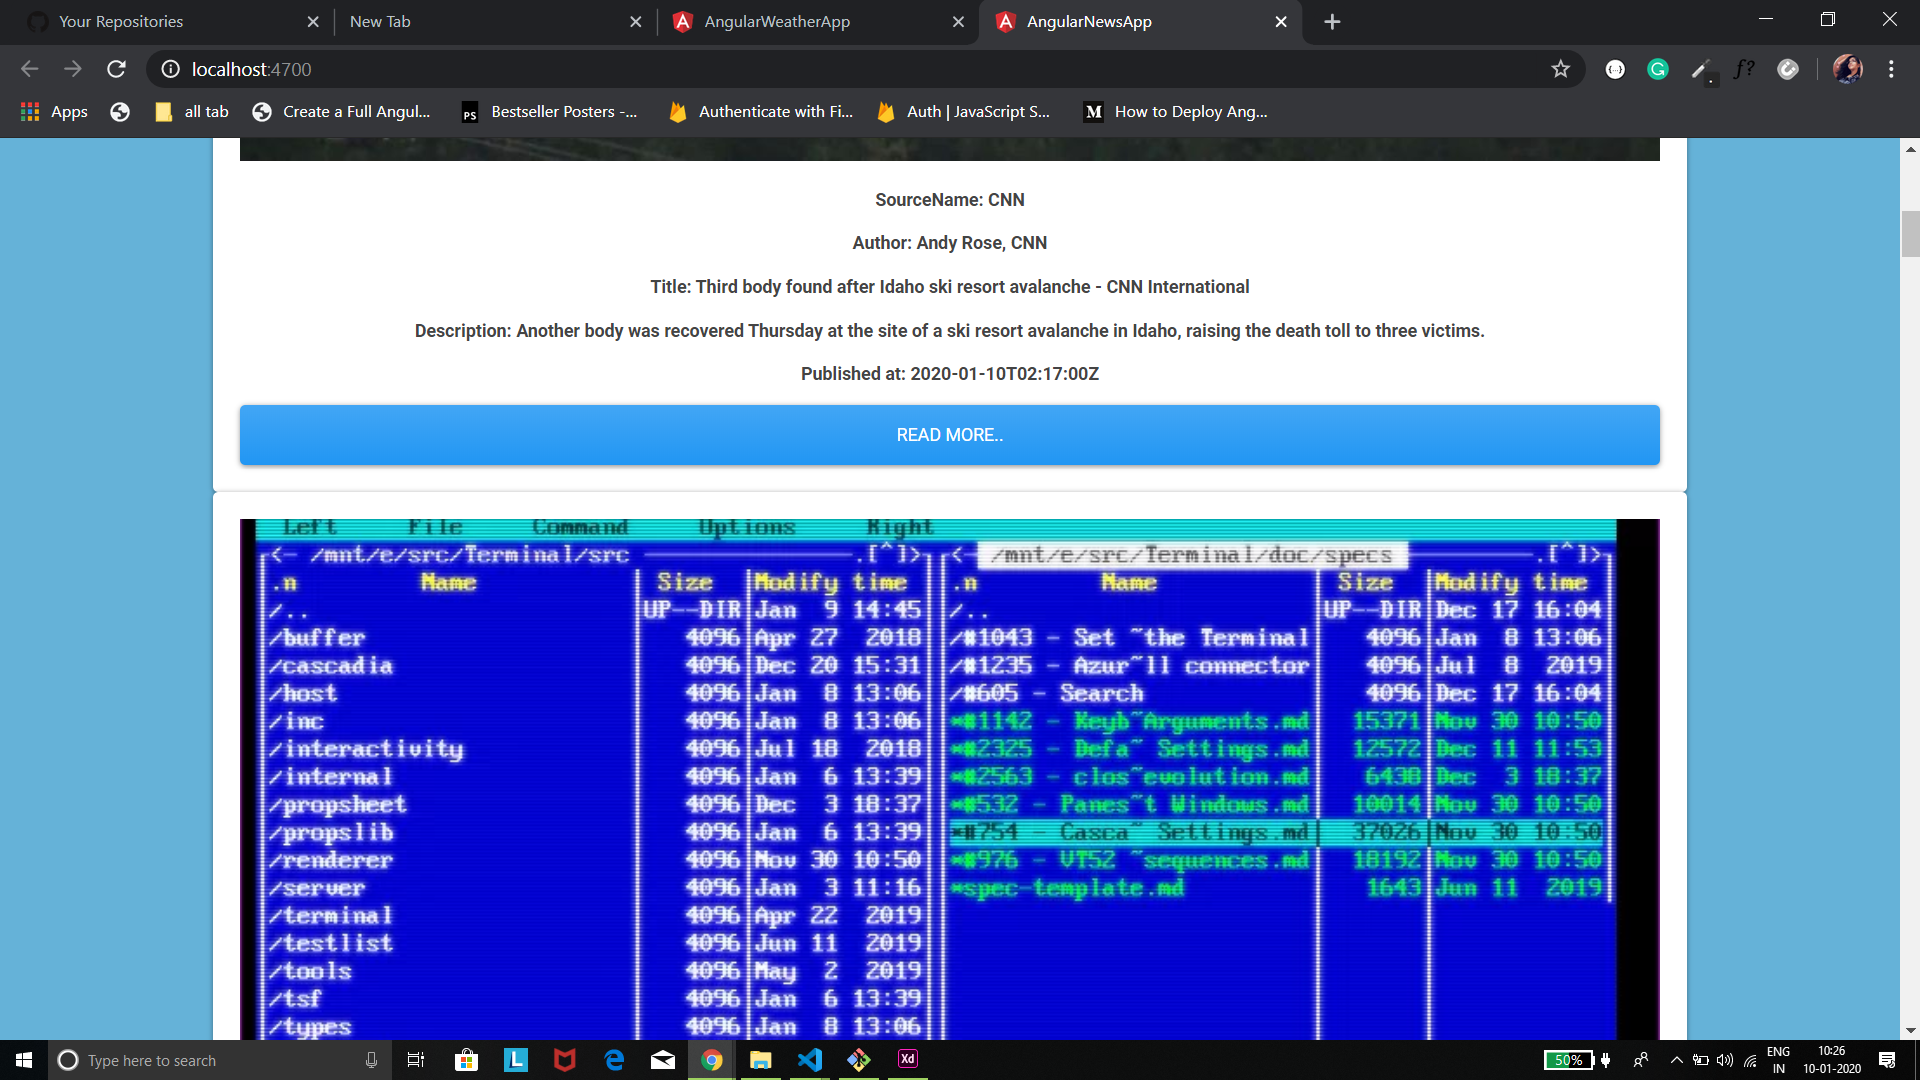 Your Repositories
New Tab
AngularWeatherApp
AngularNewsApp
localhost:4700
Apps
all tab
Create a Full Angul...
PS
Bestseller Posters -...
Authenticate with Fi...
Auth | JavaScript S...
M
How to Deploy Ang...
SourceName: CNN
Author: Andy Rose, CNN
Title: Third body found after Idaho ski resort avalanche - CNN International
Description: Another body was recovered Thursday at the site of a ski resort avalanche in Idaho, raising the death toll to three victims.
Published at: 2020-01-10T02:17:00Z
READ MORE..
Left File Command Options Right
<- /mnt/e/src/Terminal/src .[^]> <- /mnt/e/src/Terminal/doc/specs .[^]>
.n Name Size Modify time .n Name Size Modify time
/.. UP--DIR Jan 9 14:45 /.. UP--DIR Dec 17 16:04
/buffer 4096 Apr 27 2018 /#1043 - Set ~the Terminal 4096 Jan 8 13:06
/cascadia 4096 Dec 20 15:31 /#1235 - Azur~ll connector 4096 Jul 8 2019
/host 4096 Jan 8 13:06 /#605 - Search 4096 Dec 17 16:04
/inc 4096 Jan 8 13:06 *#1142 - Keyb~Arguments.md 15371 Nov 30 10:50
/interactivity 4096 Jul 18 2018 *#2325 - Defa~ Settings.md 12572 Dec 11 11:53
/internal 4096 Jan 6 13:39 *#2563 - clos~evolution.md 6438 Dec 3 18:37
/propsheet 4096 Dec 3 18:37 *#532 - Panes~t Windows.md 10014 Nov 30 10:50
/propslib 4096 Jan 6 13:39 *#754 - Casca~ Settings.md 37026 Nov 30 10:50
/renderer 4096 Nov 30 10:50 *#976 - VT52 ~sequences.md 18192 Nov 30 10:50
/server 4096 Jan 3 11:16 *spec-template.md 1643 Jun 11 2019
/terminal 4096 Apr 22 2019
/testlist 4096 Jun 11 2019
/tools 4096 May 2 2019
/tsf 4096 Jan 6 13:39
/types 4096 Jan 8 13:06
Type here to search
L
Xd
50%
ENG
IN
10:26
10-01-2020